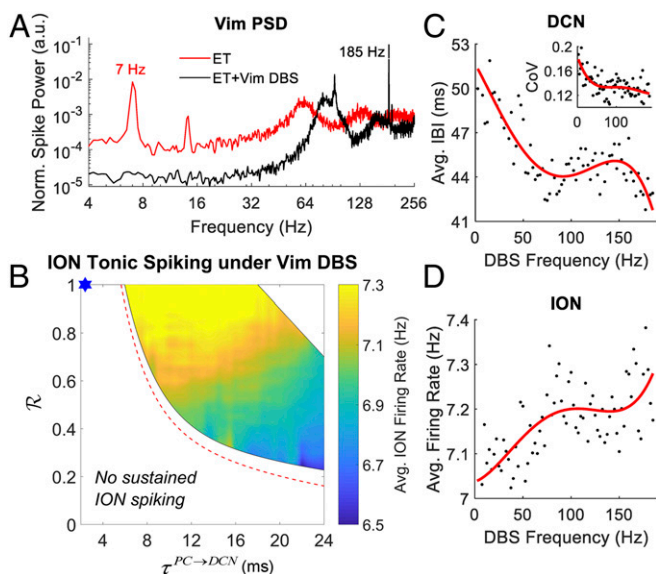 A
Vim PSD
Norm. Spike Power (a.u.)
10^-1
10^-2
10^-3
10^-4
10^-5
7 Hz
ET
ET+Vim DBS
185 Hz
4 8 16 32 64 128 256
Frequency (Hz)
B ION Tonic Spiking under Vim DBS
ℛ
1
0.8
0.6
0.4
0.2
0
No sustained
ION spiking
4 8 12 16 20 24
τ^PC→DCN (ms)
7.3
7.1
6.9
6.7
6.5
Avg. ION Firing Rate (Hz)
C
DCN
Avg. IBI (ms)
53
50
47
44
41
CoV
0.2
0.16
0.12
0 100
0 50 100 150
DBS Frequency (Hz)
D
ION
Avg. Firing Rate (Hz)
7.4
7.3
7.2
7.1
7
0 50 100 150
DBS Frequency (Hz)